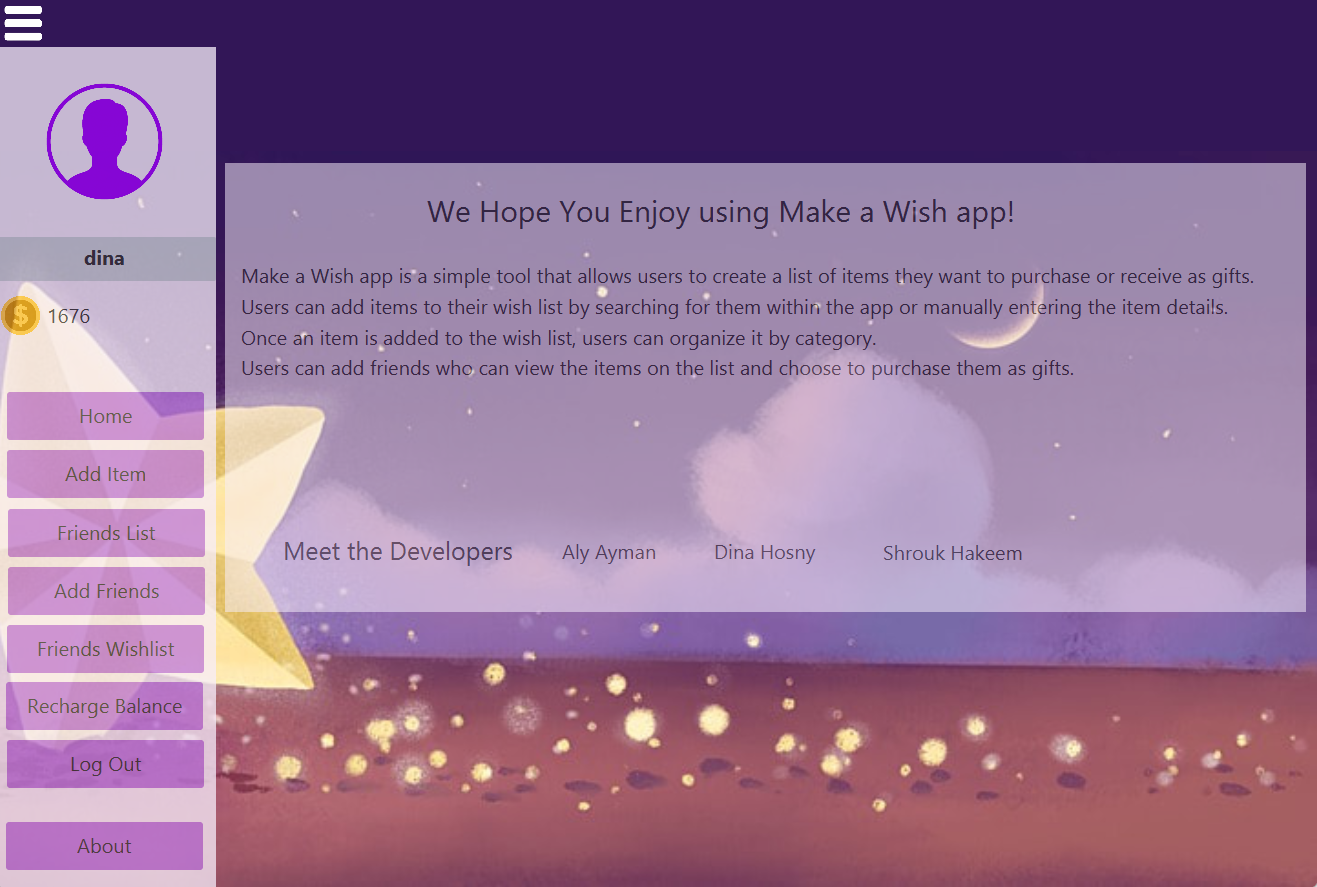 dina
$ 1676
Home
Add Item
Friends List
Add Friends
Friends Wishlist
Recharge Balance
Log Out
About
We Hope You Enjoy using Make a Wish app!
Make a Wish app is a simple tool that allows users to create a list of items they want to purchase or receive as gifts.
Users can add items to their wish list by searching for them within the app or manually entering the item details.
Once an item is added to the wish list, users can organize it by category.
Users can add friends who can view the items on the list and choose to purchase them as gifts.
Meet the Developers Aly Ayman Dina Hosny Shrouk Hakeem